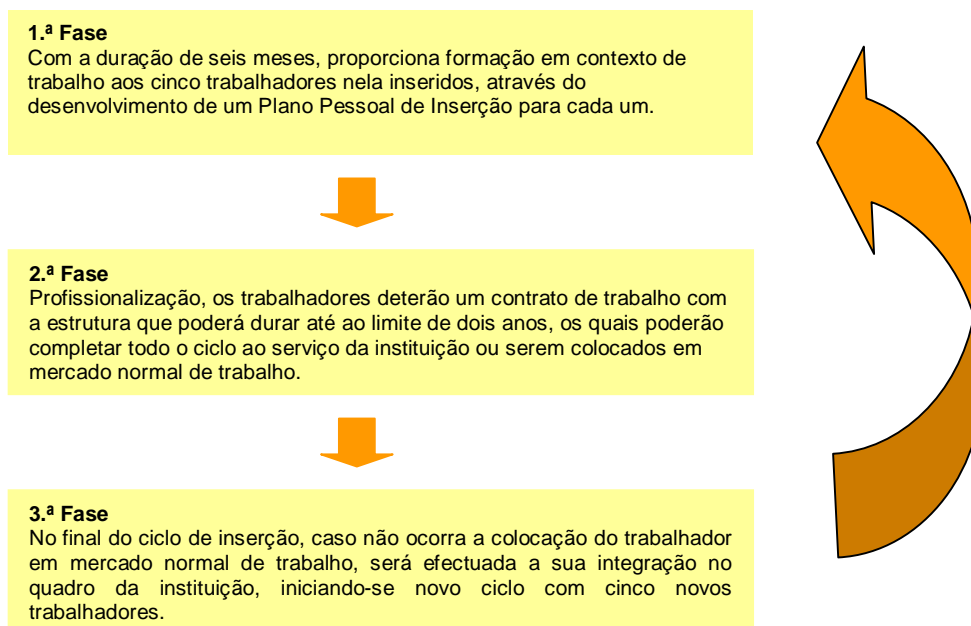 1.ª Fase
Com a duração de seis meses, proporciona formação em contexto de
trabalho aos cinco trabalhadores nela inseridos, através do
desenvolvimento de um Plano Pessoal de Inserção para cada um.
2.ª Fase
Profissionalização, os trabalhadores deterão um contrato de trabalho com
a estrutura que poderá durar até ao limite de dois anos, os quais poderão
completar todo o ciclo ao serviço da instituição ou serem colocados em
mercado normal de trabalho.
3.ª Fase
No final do ciclo de inserção, caso não ocorra a colocação do trabalhador
em mercado normal de trabalho, será efectuada a sua integração no
quadro da instituição, iniciando-se novo ciclo com cinco novos
trabalhadores.